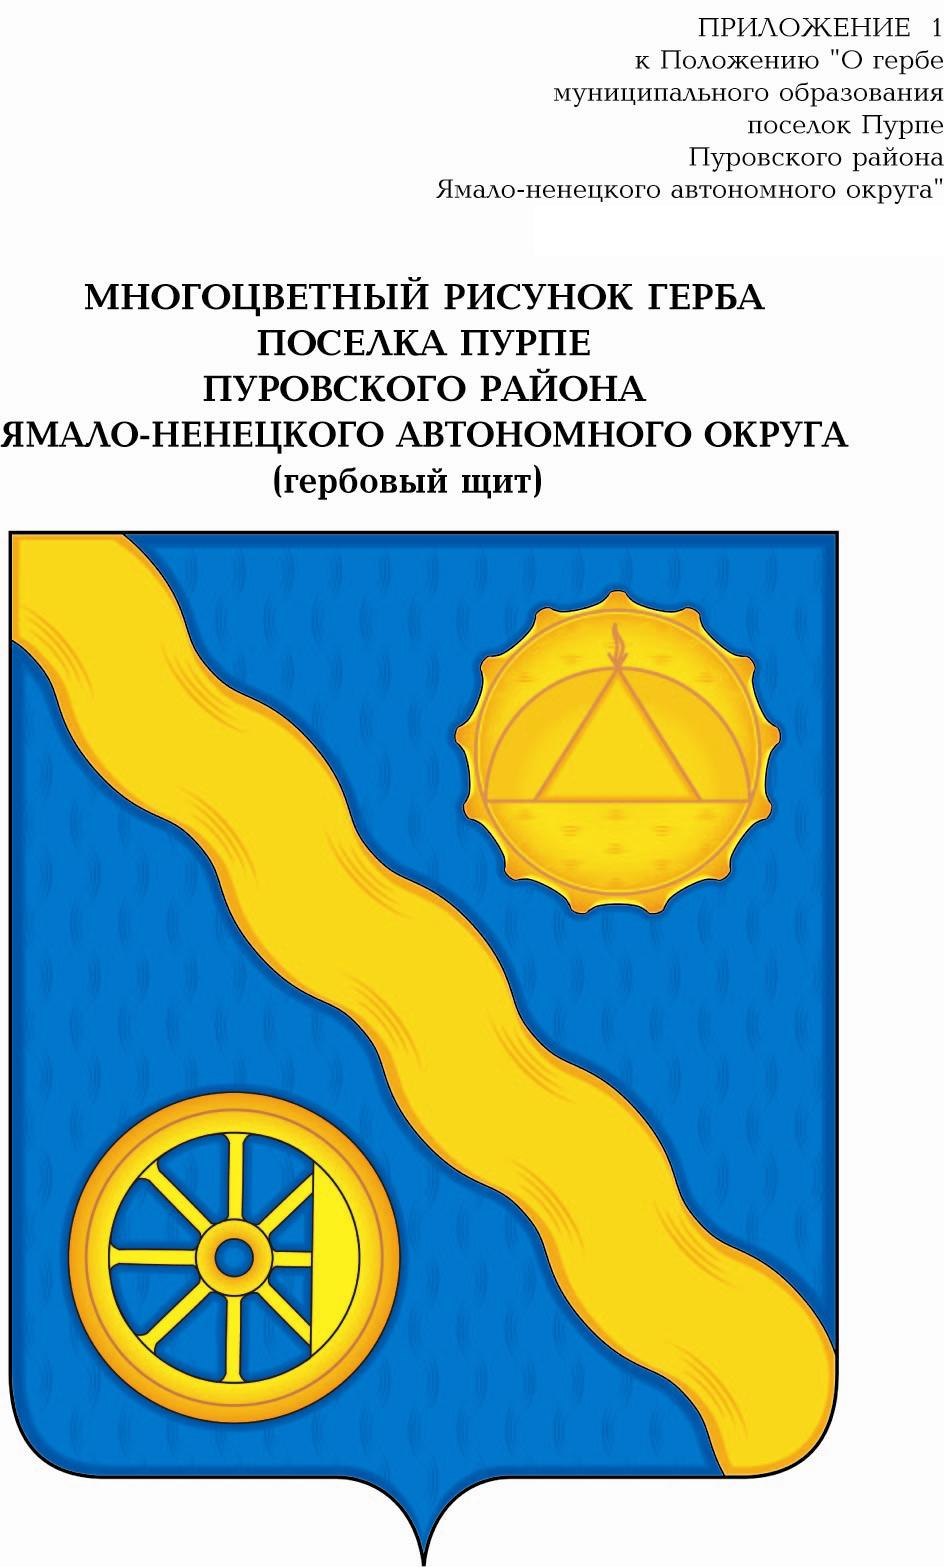 ПРИЛОЖЕНИЕ 1
к Положению "О гербе
муниципального образования
поселок Пурпе
Пуровского района
Ямало-ненецкого автономного округа"
МНОГОЦВЕТНЫЙ РИСУНОК ГЕРБА
ПОСЕЛКА ПУРПЕ
ПУРОВСКОГО РАЙОНА
ЯМАЛО-НЕНЕЦКОГО АВТОНОМНОГО ОКРУГА
(гербовый щит)